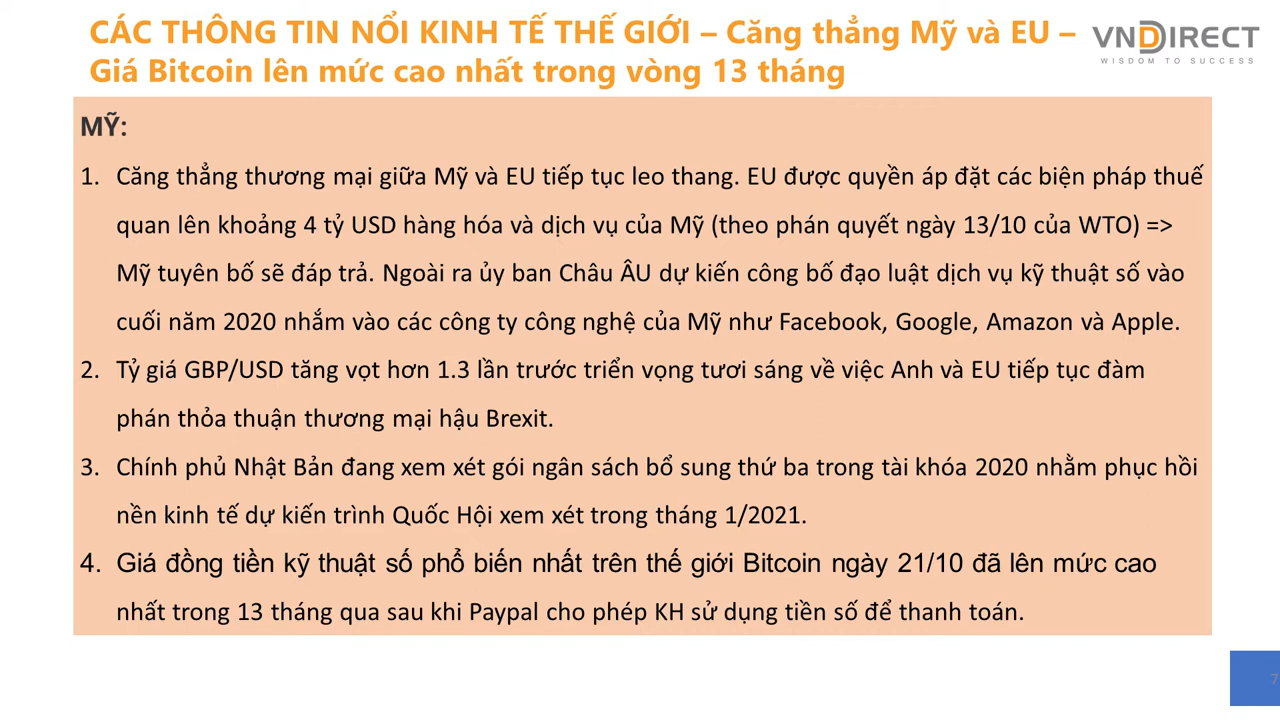 CÁC THÔNG TIN NỔI KINH TẾ THẾ GIỚI – Căng thẳng Mỹ và EU –
Giá Bitcoin lên mức cao nhất trong vòng 13 tháng
VNDIRECT
WISDOM TO SUCCESS
MỸ:
1. Căng thẳng thương mại giữa Mỹ và EU tiếp tục leo thang. EU được quyền áp đặt các biện pháp thuế
quan lên khoảng 4 tỷ USD hàng hóa và dịch vụ của Mỹ (theo phán quyết ngày 13/10 của WTO) =>
Mỹ tuyên bố sẽ đáp trả. Ngoài ra ủy ban Châu ÂU dự kiến công bố đạo luật dịch vụ kỹ thuật số vào
cuối năm 2020 nhắm vào các công ty công nghệ của Mỹ như Facebook, Google, Amazon và Apple.
2. Tỷ giá GBP/USD tăng vọt hơn 1.3 lần trước triển vọng tươi sáng về việc Anh và EU tiếp tục đàm
phán thỏa thuận thương mại hậu Brexit.
3. Chính phủ Nhật Bản đang xem xét gói ngân sách bổ sung thứ ba trong tài khóa 2020 nhằm phục hồi
nền kinh tế dự kiến trình Quốc Hội xem xét trong tháng 1/2021.
4. Giá đồng tiền kỹ thuật số phổ biến nhất trên thế giới Bitcoin ngày 21/10 đã lên mức cao
nhất trong 13 tháng qua sau khi Paypal cho phép KH sử dụng tiền số để thanh toán.
7